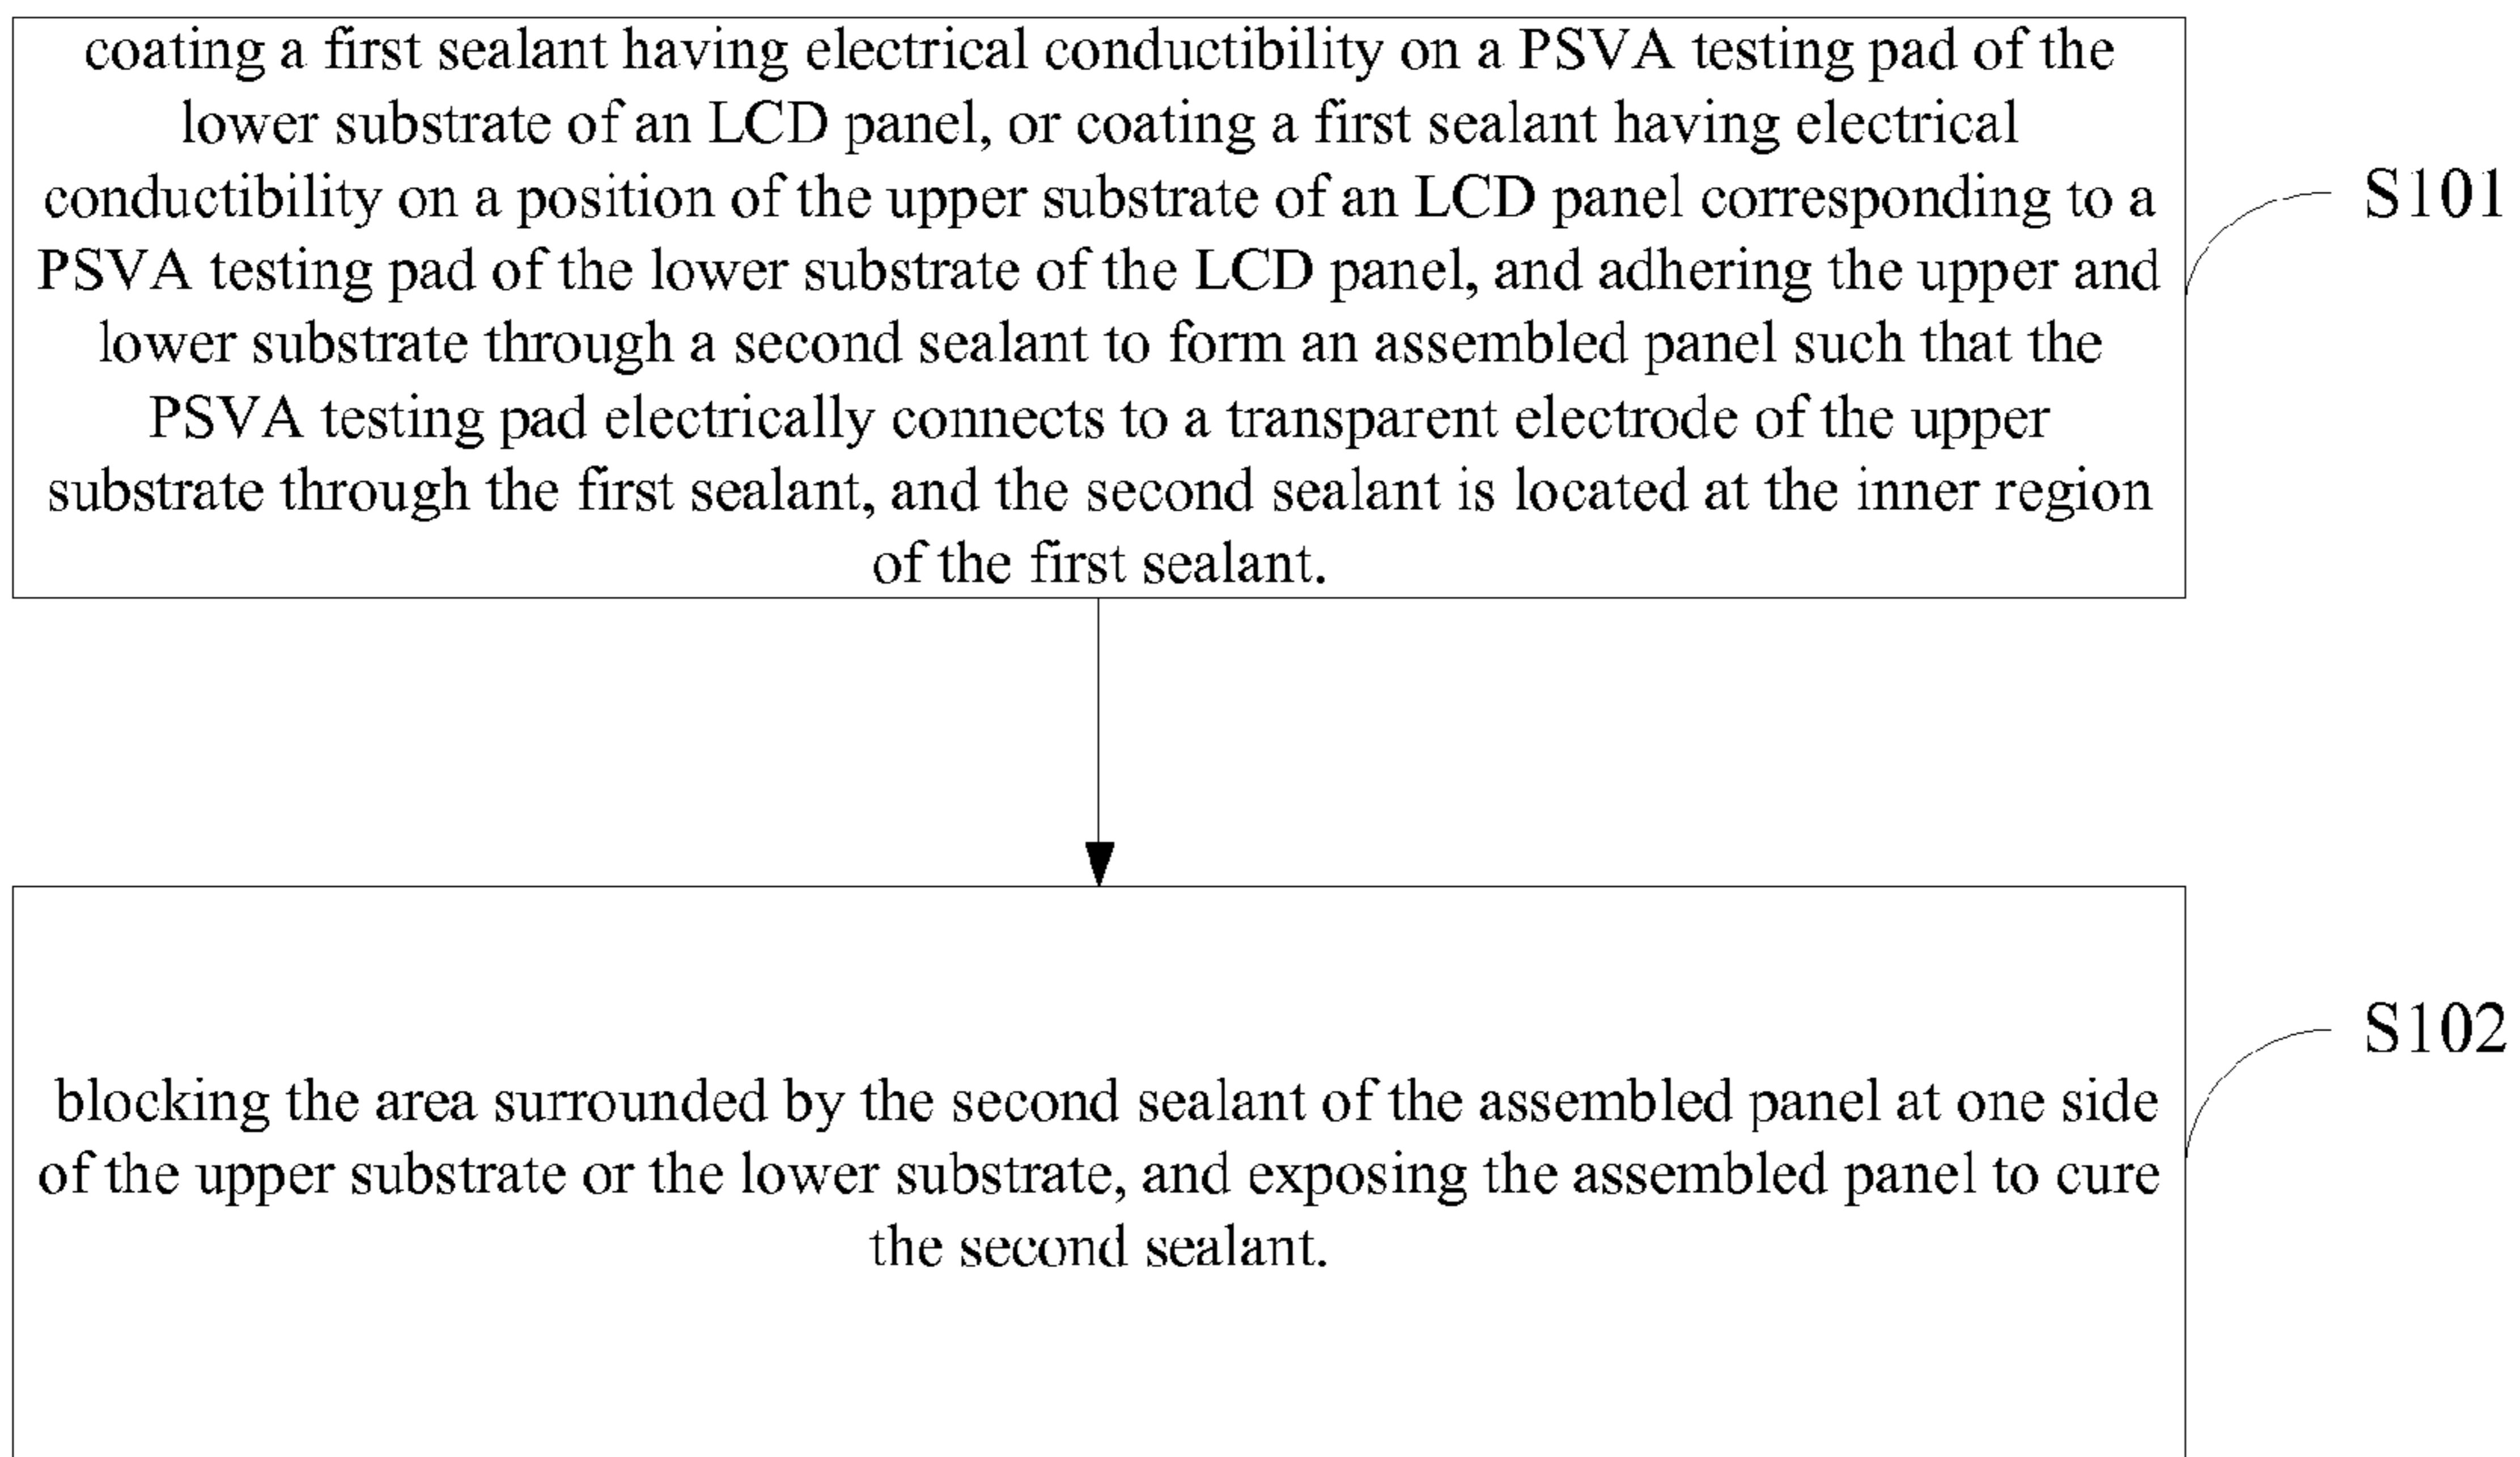 coating a first sealant having electrical conductibility on a PSVA testing pad of the
lower substrate of an LCD panel, or coating a first sealant having electrical
conductibility on a position of the upper substrate of an LCD panel corresponding to a
PSVA testing pad of the lower substrate of the LCD panel, and adhering the upper and
lower substrate through a second sealant to form an assembled panel such that the
PSVA testing pad electrically connects to a transparent electrode of the upper
substrate through the first sealant, and the second sealant is located at the inner region
of the first sealant.
S101
blocking the area surrounded by the second sealant of the assembled panel at one side
of the upper substrate or the lower substrate, and exposing the assembled panel to cure
the second sealant.
S102